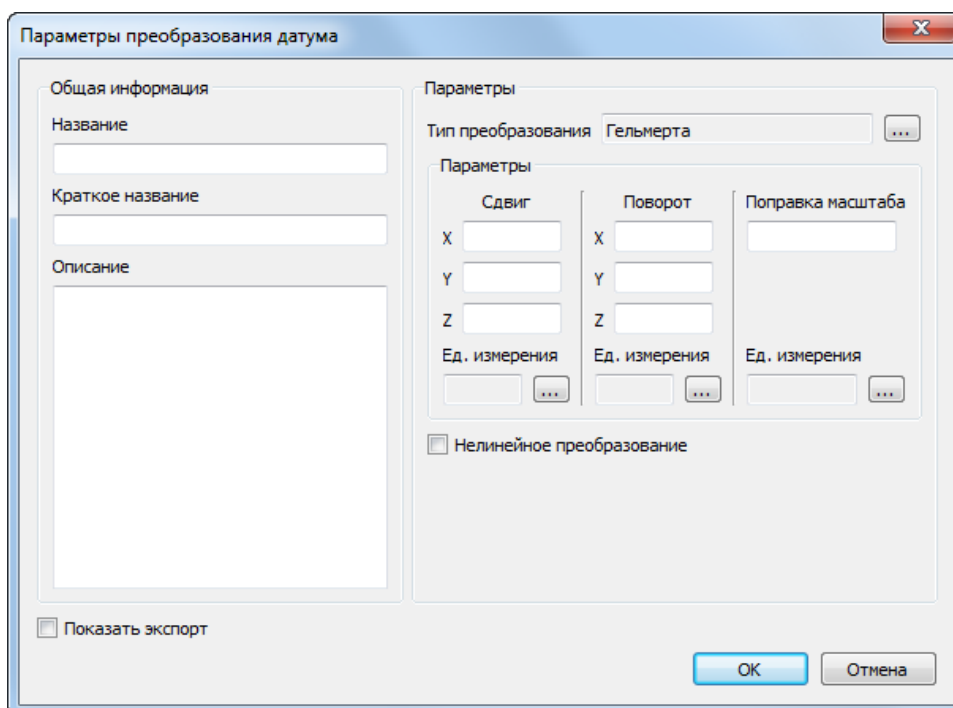 Параметры преобразования датума
Общая информация
Название
Краткое название
Описание
Параметры
Тип преобразования Гельмерта ...
Параметры
Сдвиг Поворот Поправка масштаба
X X
Y Y
Z Z
Ед. измерения Ед. измерения Ед. измерения
... ... ...
Нелинейное преобразование
Показать экспорт
OK Отмена